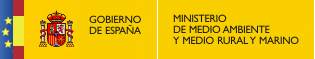 GOBIERNO
DE ESPAÑA
MINISTERIO
DE MEDIO AMBIENTE
Y MEDIO RURAL Y MARINO